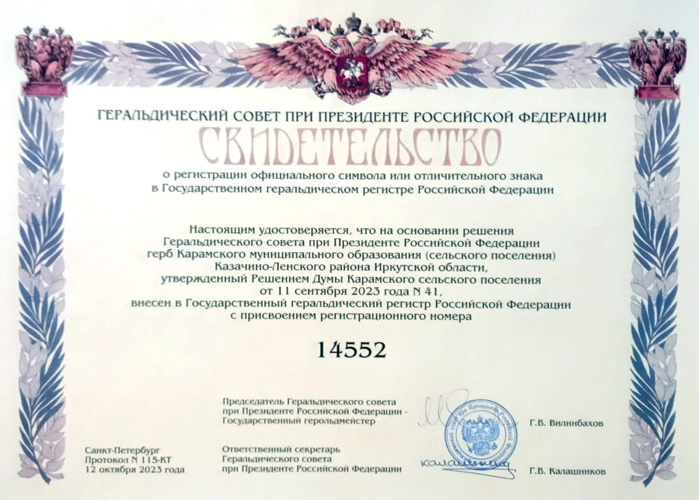 ГЕРАЛЬДИЧЕСКИЙ СОВЕТ ПРИ ПРЕЗИДЕНТЕ РОССИЙСКОЙ ФЕДЕРАЦИИ
СВИДЕТЕЛЬСТВО
о регистрации официального символа или отличительного знака
в Государственном геральдическом регистре Российской Федерации
Настоящим удостоверяется, что на основании решения
Геральдического совета при Президенте Российской Федерации
герб Карамского муниципального образования (сельского поселения)
Казачино-Ленского района Иркутской области,
утвержденный Решением Думы Карамского сельского поселения
от 11 сентября 2023 года N 41,
внесен в Государственный геральдический регистр Российской Федерации
с присвоением регистрационного номера
14552
Председатель Геральдического совета
при Президенте Российской Федерации -
Государственный герольдмейстер
Г.В. Вилинбахов
Санкт-Петербург
Протокол N 115-КТ
12 октября 2023 года
Ответственный секретарь
Геральдического совета
при Президенте Российской Федерации
Г.В. Калашников